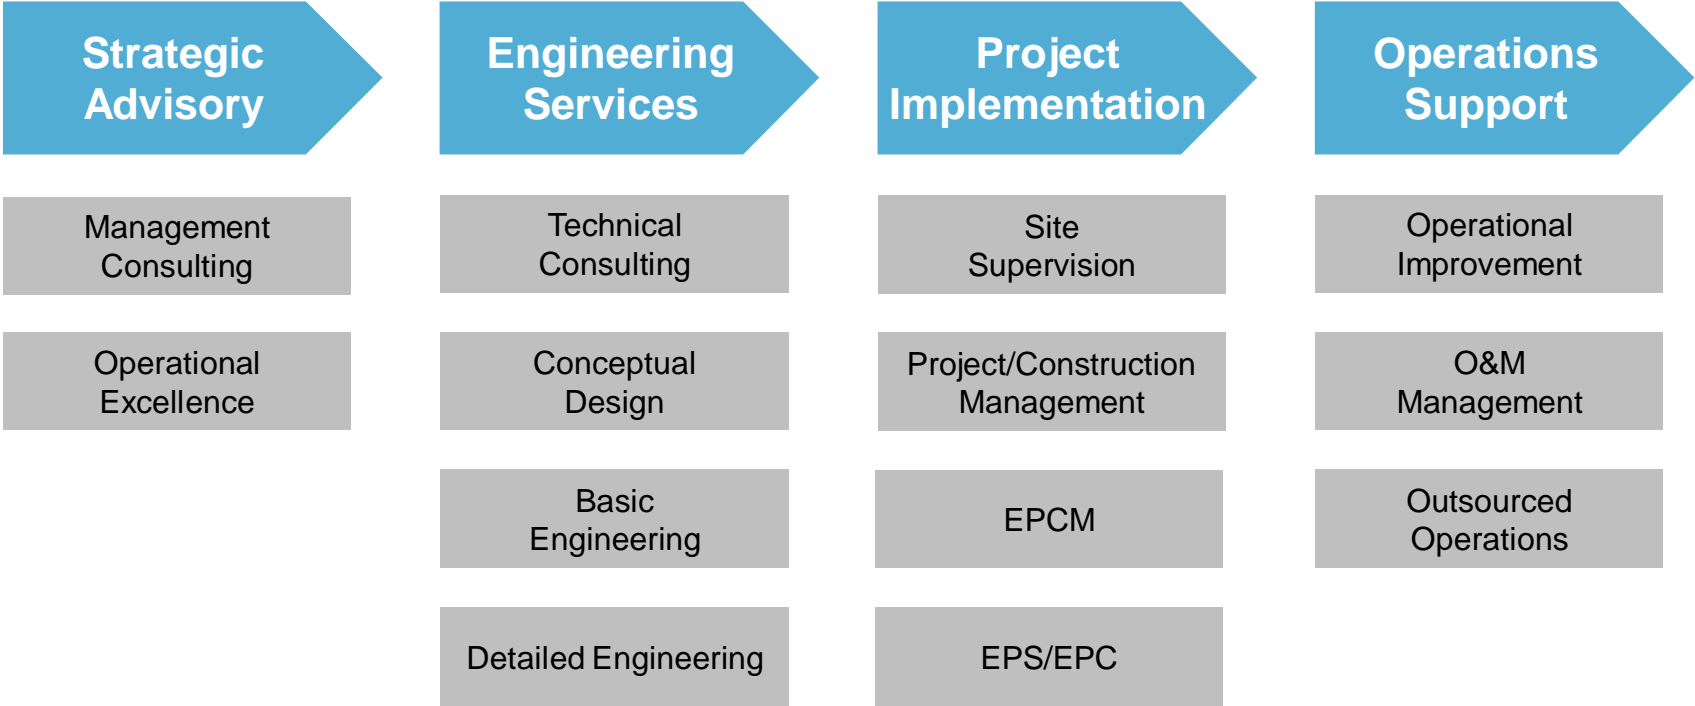 Strategic
Advisory
Management
Consulting
Operational
Excellence
Engineering
Services
Technical
Consulting
Conceptual
Design
Basic
Engineering
Detailed Engineering
Project
Implementation
Site
Supervision
Project/Construction
Management
EPCM
EPS/EPC
Operations
Support
Operational
Improvement
O&M
Management
Outsourced
Operations